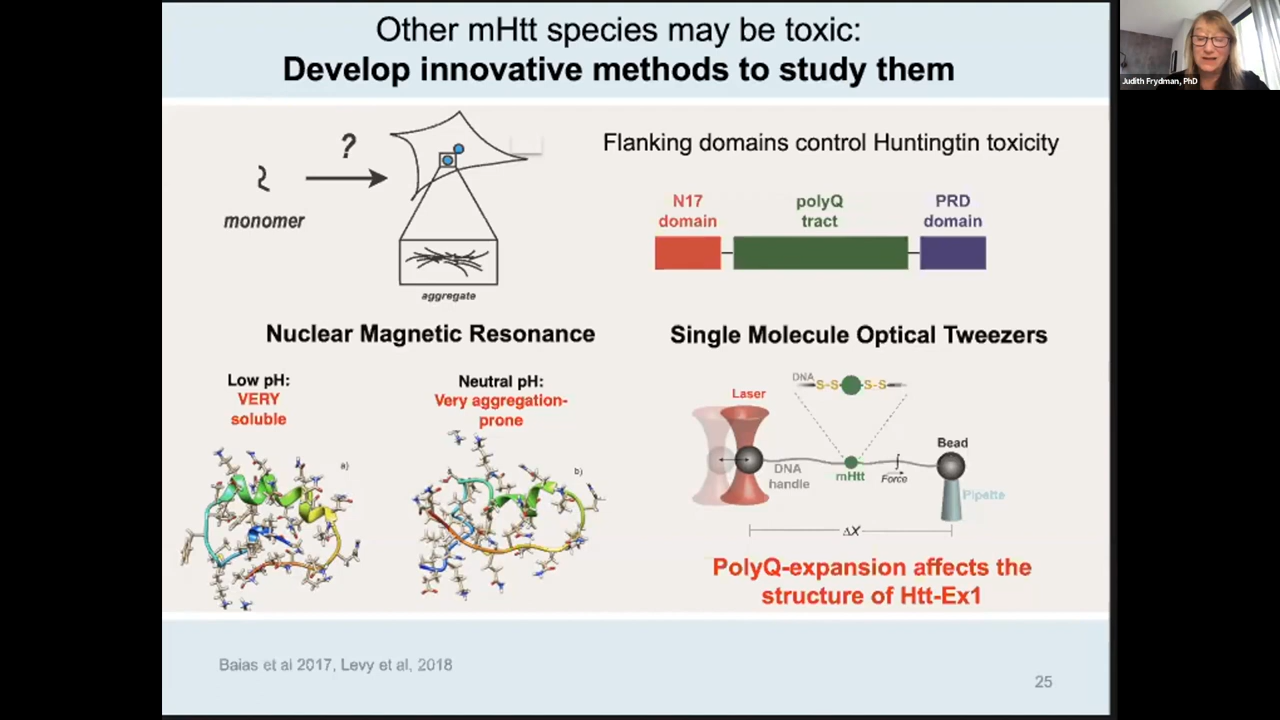 Other mHtt species may be toxic:
Develop innovative methods to study them
Judith Frydman, PhD
?
monomer
aggregate
Flanking domains control Huntingtin toxicity
N17
domain
polyQ
tract
PRD
domain
Nuclear Magnetic Resonance
Low pH:
VERY
soluble
Neutral pH:
Very aggregation-
prone
a)
b)
Single Molecule Optical Tweezers
DNA
S-S
S-S
Laser
Bead
DNA
handle
mHtt
Force
Pipette
ΔX
PolyQ-expansion affects the
structure of Htt-Ex1
Baias et al 2017, Levy et al, 2018
25